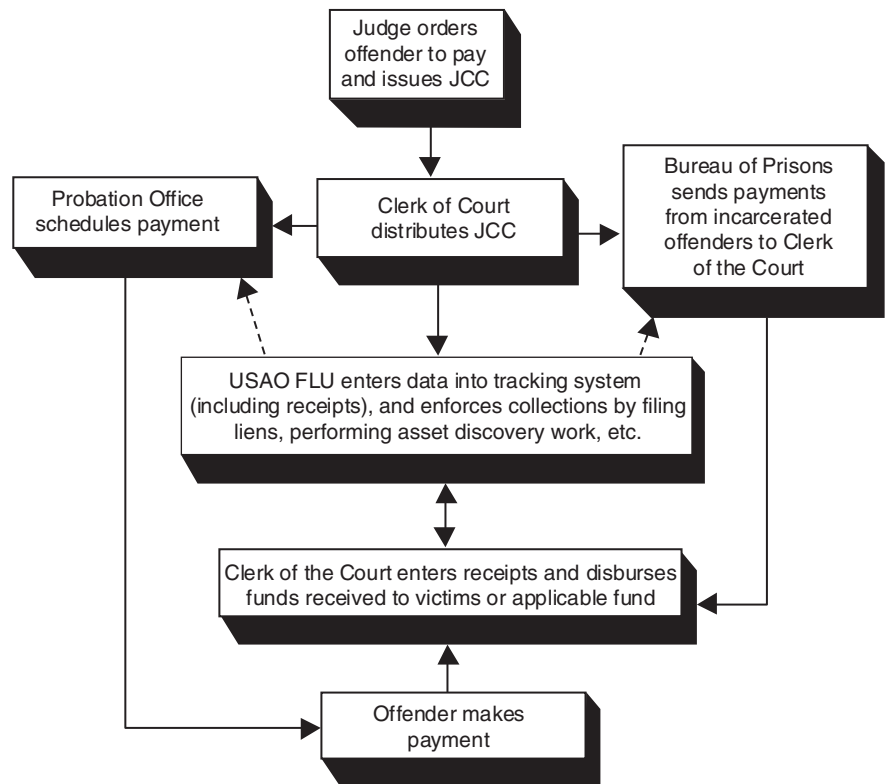 Judge orders
offender to pay
and issues JCC
Probation Office
schedules payment
Clerk of Court
distributes JCC
Bureau of Prisons
sends payments
from incarcerated
offenders to Clerk
of the Court
USAO FLU enters data into tracking system
(including receipts), and enforces collections by filing
liens, performing asset discovery work, etc.
Clerk of the Court enters receipts and disburses
funds received to victims or applicable fund
Offender makes
payment